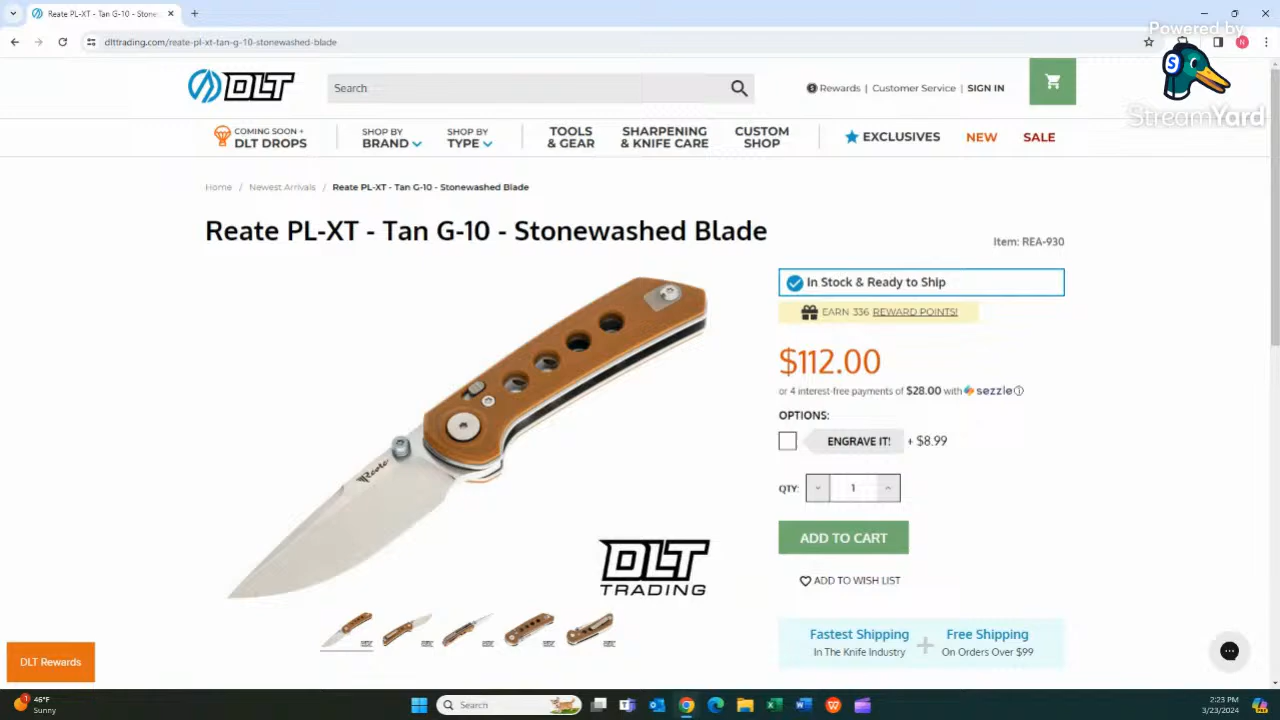 Reate PL-XT - Tan G-10 - Stonewashed
dlttrading.com/reate-pl-xt-tan-g-10-stonewashed-blade
Powered by
StreamYard
DLT
Search
Rewards | Customer Service | SIGN IN
COMING SOON +
DLT DROPS
SHOP BY
BRAND
SHOP BY
TYPE
TOOLS
& GEAR
SHARPENING
& KNIFE CARE
CUSTOM
SHOP
EXCLUSIVES
NEW
SALE
Home / Newest Arrivals / Reate PL-XT - Tan G-10 - Stonewashed Blade
Reate PL-XT - Tan G-10 - Stonewashed Blade
Item: REA-930
In Stock & Ready to Ship
EARN 336 REWARD POINTS!
$112.00
or 4 interest-free payments of $28.00 with sezzle
OPTIONS:
ENGRAVE IT! + $8.99
QTY: 1
ADD TO CART
ADD TO WISH LIST
Reate
DLT
TRADING
Fastest Shipping
In The Knife Industry
+
Free Shipping
On Orders Over $99
DLT Rewards
46°F
Sunny
Search
2:23 PM
3/23/2024